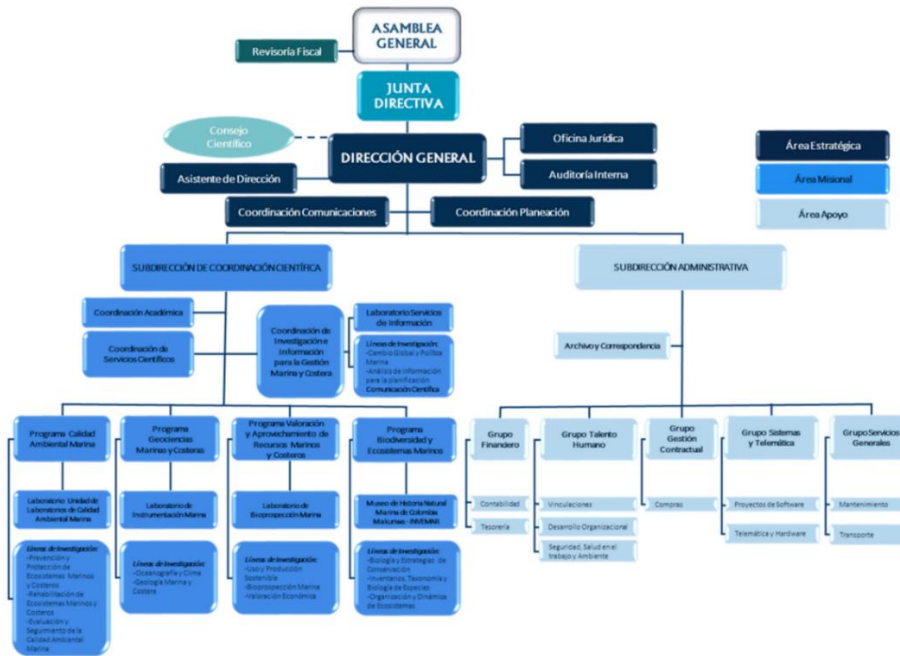 ASAMBLEA
GENERAL
Revisoría Fiscal
JUNTA
DIRECTIVA
Consejo
Científico
DIRECCIÓN GENERAL
Oficina Jurídica
Asistente de Dirección
Auditoría Interna
Coordinación Comunicaciones
Coordinación Planeación
Área Estratégica
Área Misional
Área Apoyo
SUBDIRECCIÓN DE COORDINACIÓN CIENTÍFICA
SUBDIRECCIÓN ADMINISTRATIVA
Coordinación Académica
Coordinación de
Servicios Científicos
Coordinación de
Investigación e
Información
para la Gestión
Marina y Costera
Laboratorio Servicios
de Información
Líneas de Investigación:
-Cambio Global y Política
Marina
-Análisis de Información
para la planificación
Comunicación Científica
Archivo y Correspondencia
Programa Calidad
Ambiental Marina
Laboratorio Unidad de
Laboratorios de Calidad
Ambiental Marina
Líneas de Investigación:
-Prevención y
Protección de
Ecosistemas Marinos
y Costeros
-Rehabilitación de
Ecosistemas Marinos y
Costeros
-Evaluación y
Seguimiento de la
Calidad Ambiental
Marina
Programa
Geociencias
Marinas y Costeras
Laboratorio de
Instrumentación Marina
Líneas de Investigación:
-Oceanografía y Clima
-Geología Marina y
Costera
Programa Valoración
y Aprovechamiento de
Recursos Marinos y
Costeros
Laboratorio de
Bioprospección Marina
Líneas de Investigación:
-Uso y Producción
Sostenible
-Bioprospección Marina
-Valoración Económica
Programa
Biodiversidad y
Ecosistemas Marinos
Museo de Historia Natural
Marina de Colombia
Makuriwa - INVEMAR
Líneas de Investigación:
-Biología y Estrategias de
Conservación
-Inventarios, Taxonomía y
Biología de Especies
-Organización y Dinámica
de Ecosistemas
Grupo
Financiero
Contabilidad
Tesorería
Grupo Talento
Humano
Vinculaciones
Desarrollo Organizacional
Seguridad, Salud en el
trabajo y Ambiente
Grupo
Gestión
Contractual
Compras
Grupo Sistemas
y Telemática
Proyectos de Software
Telemática y Hardware
Grupo Servicios
Generales
Mantenimiento
Transporte